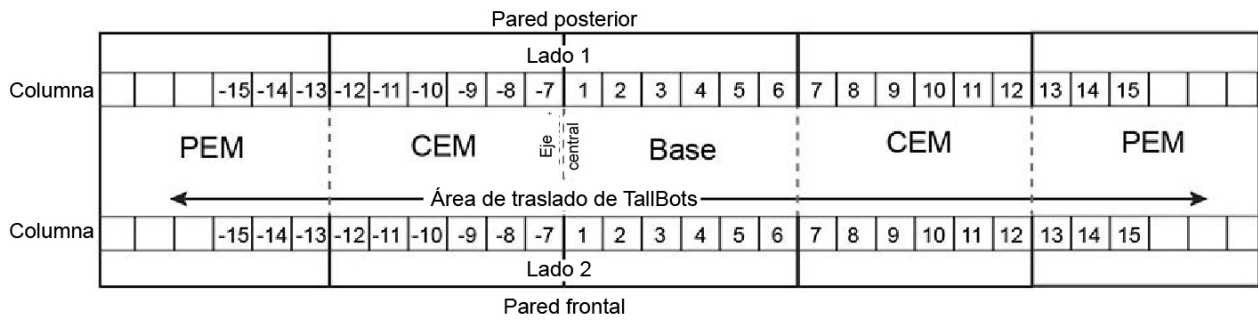 Pared posterior
Lado 1
Columna -15 -14 -13 -12 -11 -10 -9 -8 -7 1 2 3 4 5 6 7 8 9 10 11 12 13 14 15
PEM CEM Eje central Base CEM PEM
Área de traslado de TallBots
Columna -15 -14 -13 -12 -11 -10 -9 -8 -7 1 2 3 4 5 6 7 8 9 10 11 12 13 14 15
Lado 2
Pared frontal